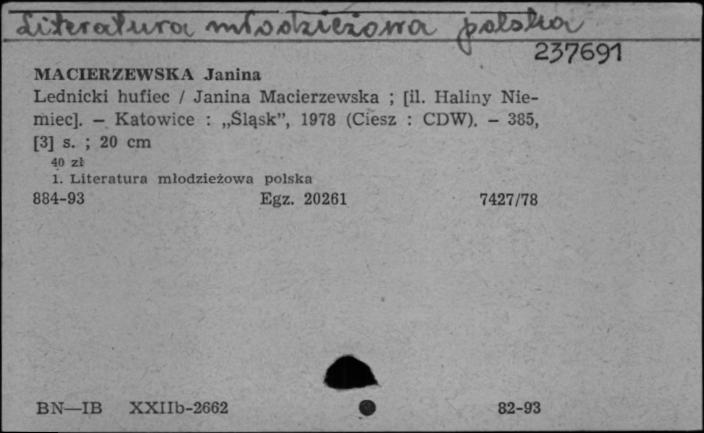 Literatura młodzieżowa polska
237691
MACIERZEWSKA Janina
Lednicki hufiec / Janina Macierzewska ; [il. Haliny Nie-
miec]. – Katowice : „Śląsk”, 1978 (Ciesz : CDW). – 385,
[3] s. ; 20 cm
40 zł
1. Literatura młodzieżowa polska
884-93 Egz. 20261 7427/78
BN—IB XXIIb-2662 82-93